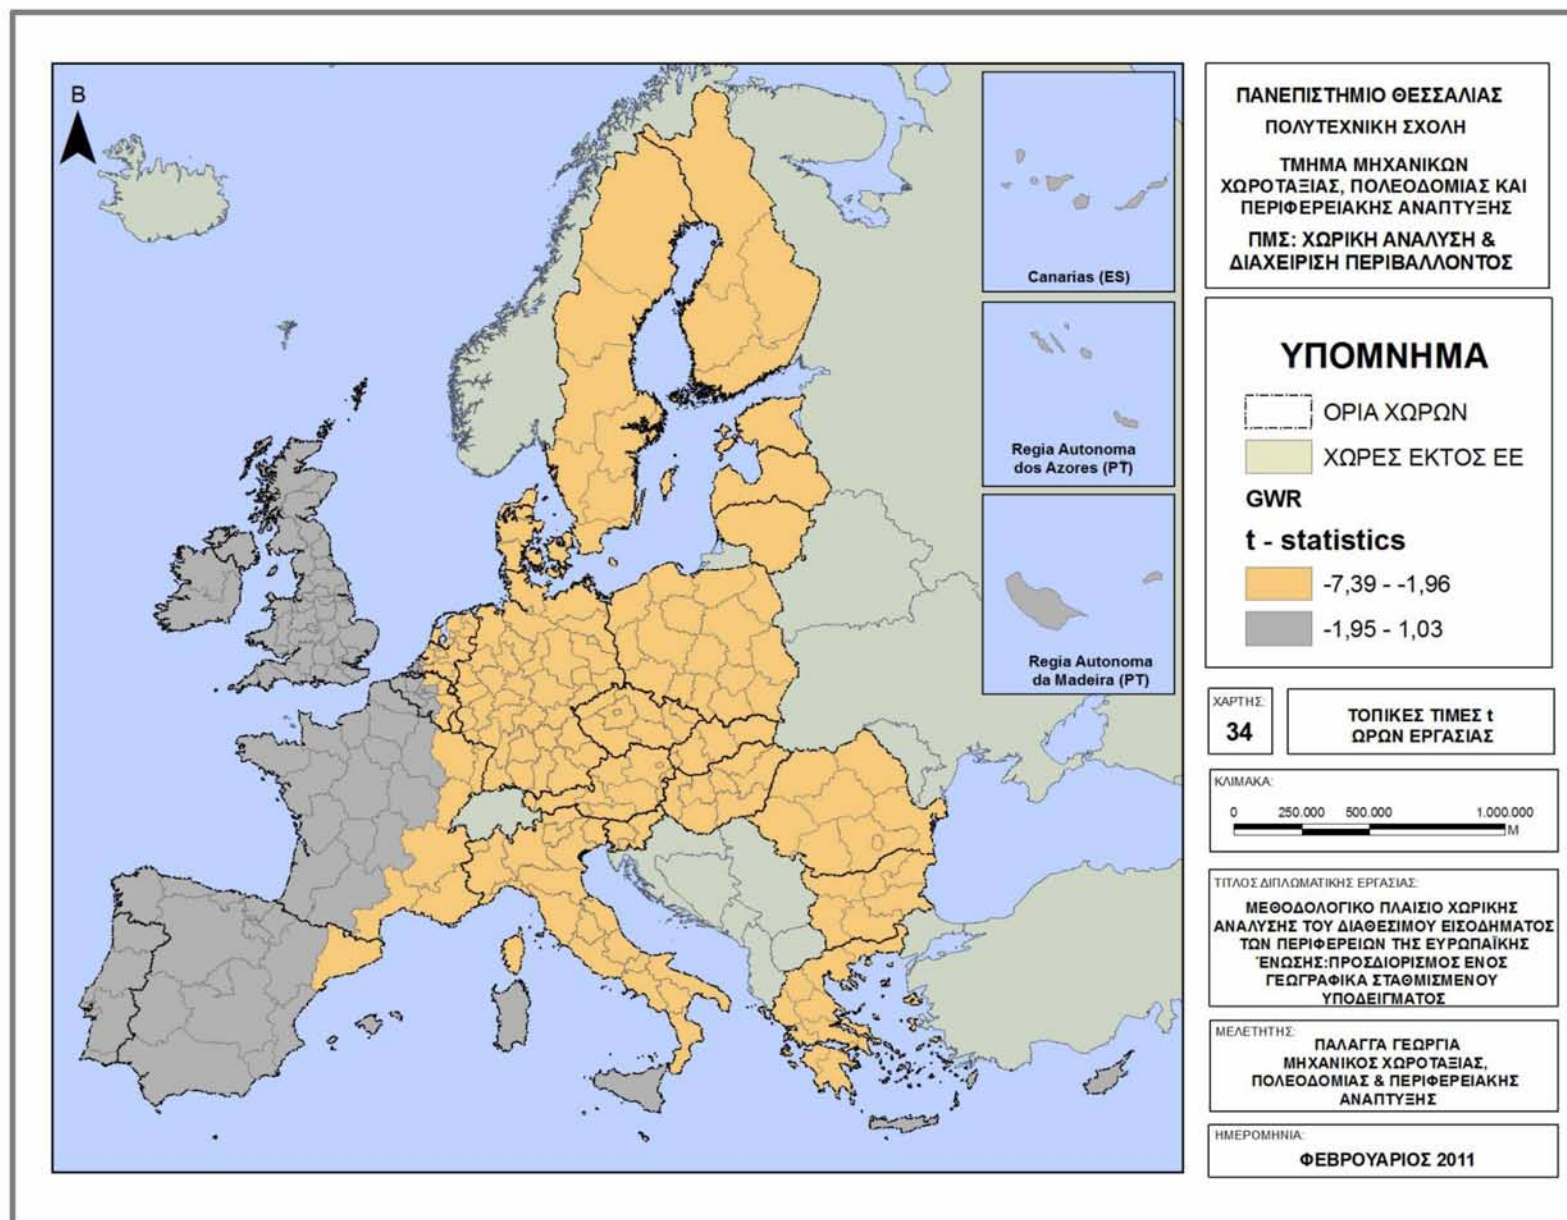 Β
Canarias (ES)
Regia Autonoma
dos Azores (PT)
Regia Autonoma
da Madeira (PT)
ΠΑΝΕΠΙΣΤΗΜΙΟ ΘΕΣΣΑΛΙΑΣ
ΠΟΛΥΤΕΧΝΙΚΗ ΣΧΟΛΗ
ΤΜΗΜΑ ΜΗΧΑΝΙΚΩΝ
ΧΩΡΟΤΑΞΙΑΣ, ΠΟΛΕΟΔΟΜΙΑΣ ΚΑΙ
ΠΕΡΙΦΕΡΕΙΑΚΗΣ ΑΝΑΠΤΥΞΗΣ
ΠΜΣ: ΧΩΡΙΚΗ ΑΝΑΛΥΣΗ &
ΔΙΑΧΕΙΡΙΣΗ ΠΕΡΙΒΑΛΛΟΝΤΟΣ
ΥΠΟΜΝΗΜΑ
ΟΡΙΑ ΧΩΡΩΝ
ΧΩΡΕΣ ΕΚΤΟΣ ΕΕ
GWR
t - statistics
-7,39 - -1,96
-1,95 - 1,03
ΧΑΡΤΗΣ:
34
ΤΟΠΙΚΕΣ ΤΙΜΕΣ t
ΩΡΩΝ ΕΡΓΑΣΙΑΣ
ΚΛΙΜΑΚΑ:
0 250.000 500.000 1.000.000
M
ΤΙΤΛΟΣ ΔΙΠΛΩΜΑΤΙΚΗΣ ΕΡΓΑΣΙΑΣ:
ΜΕΘΟΔΟΛΟΓΙΚΟ ΠΛΑΙΣΙΟ ΧΩΡΙΚΗΣ
ΑΝΑΛΥΣΗΣ ΤΟΥ ΔΙΑΘΕΣΙΜΟΥ ΕΙΣΟΔΗΜΑΤΟΣ
ΤΩΝ ΠΕΡΙΦΕΡΕΙΩΝ ΤΗΣ ΕΥΡΩΠΑΪΚΗΣ
ΈΝΩΣΗΣ:ΠΡΟΣΔΙΟΡΙΣΜΟΣ ΕΝΟΣ
ΓΕΩΓΡΑΦΙΚΑ ΣΤΑΘΜΙΣΜΕΝΟΥ
ΥΠΟΔΕΙΓΜΑΤΟΣ
ΜΕΛΕΤΗΤΗΣ:
ΠΑΛΑΓΓΑ ΓΕΩΡΓΙΑ
ΜΗΧΑΝΙΚΟΣ ΧΩΡΟΤΑΞΙΑΣ,
ΠΟΛΕΟΔΟΜΙΑΣ & ΠΕΡΙΦΕΡΕΙΑΚΗΣ
ΑΝΑΠΤΥΞΗΣ
ΗΜΕΡΟΜΗΝΙΑ:
ΦΕΒΡΟΥΑΡΙΟΣ 2011